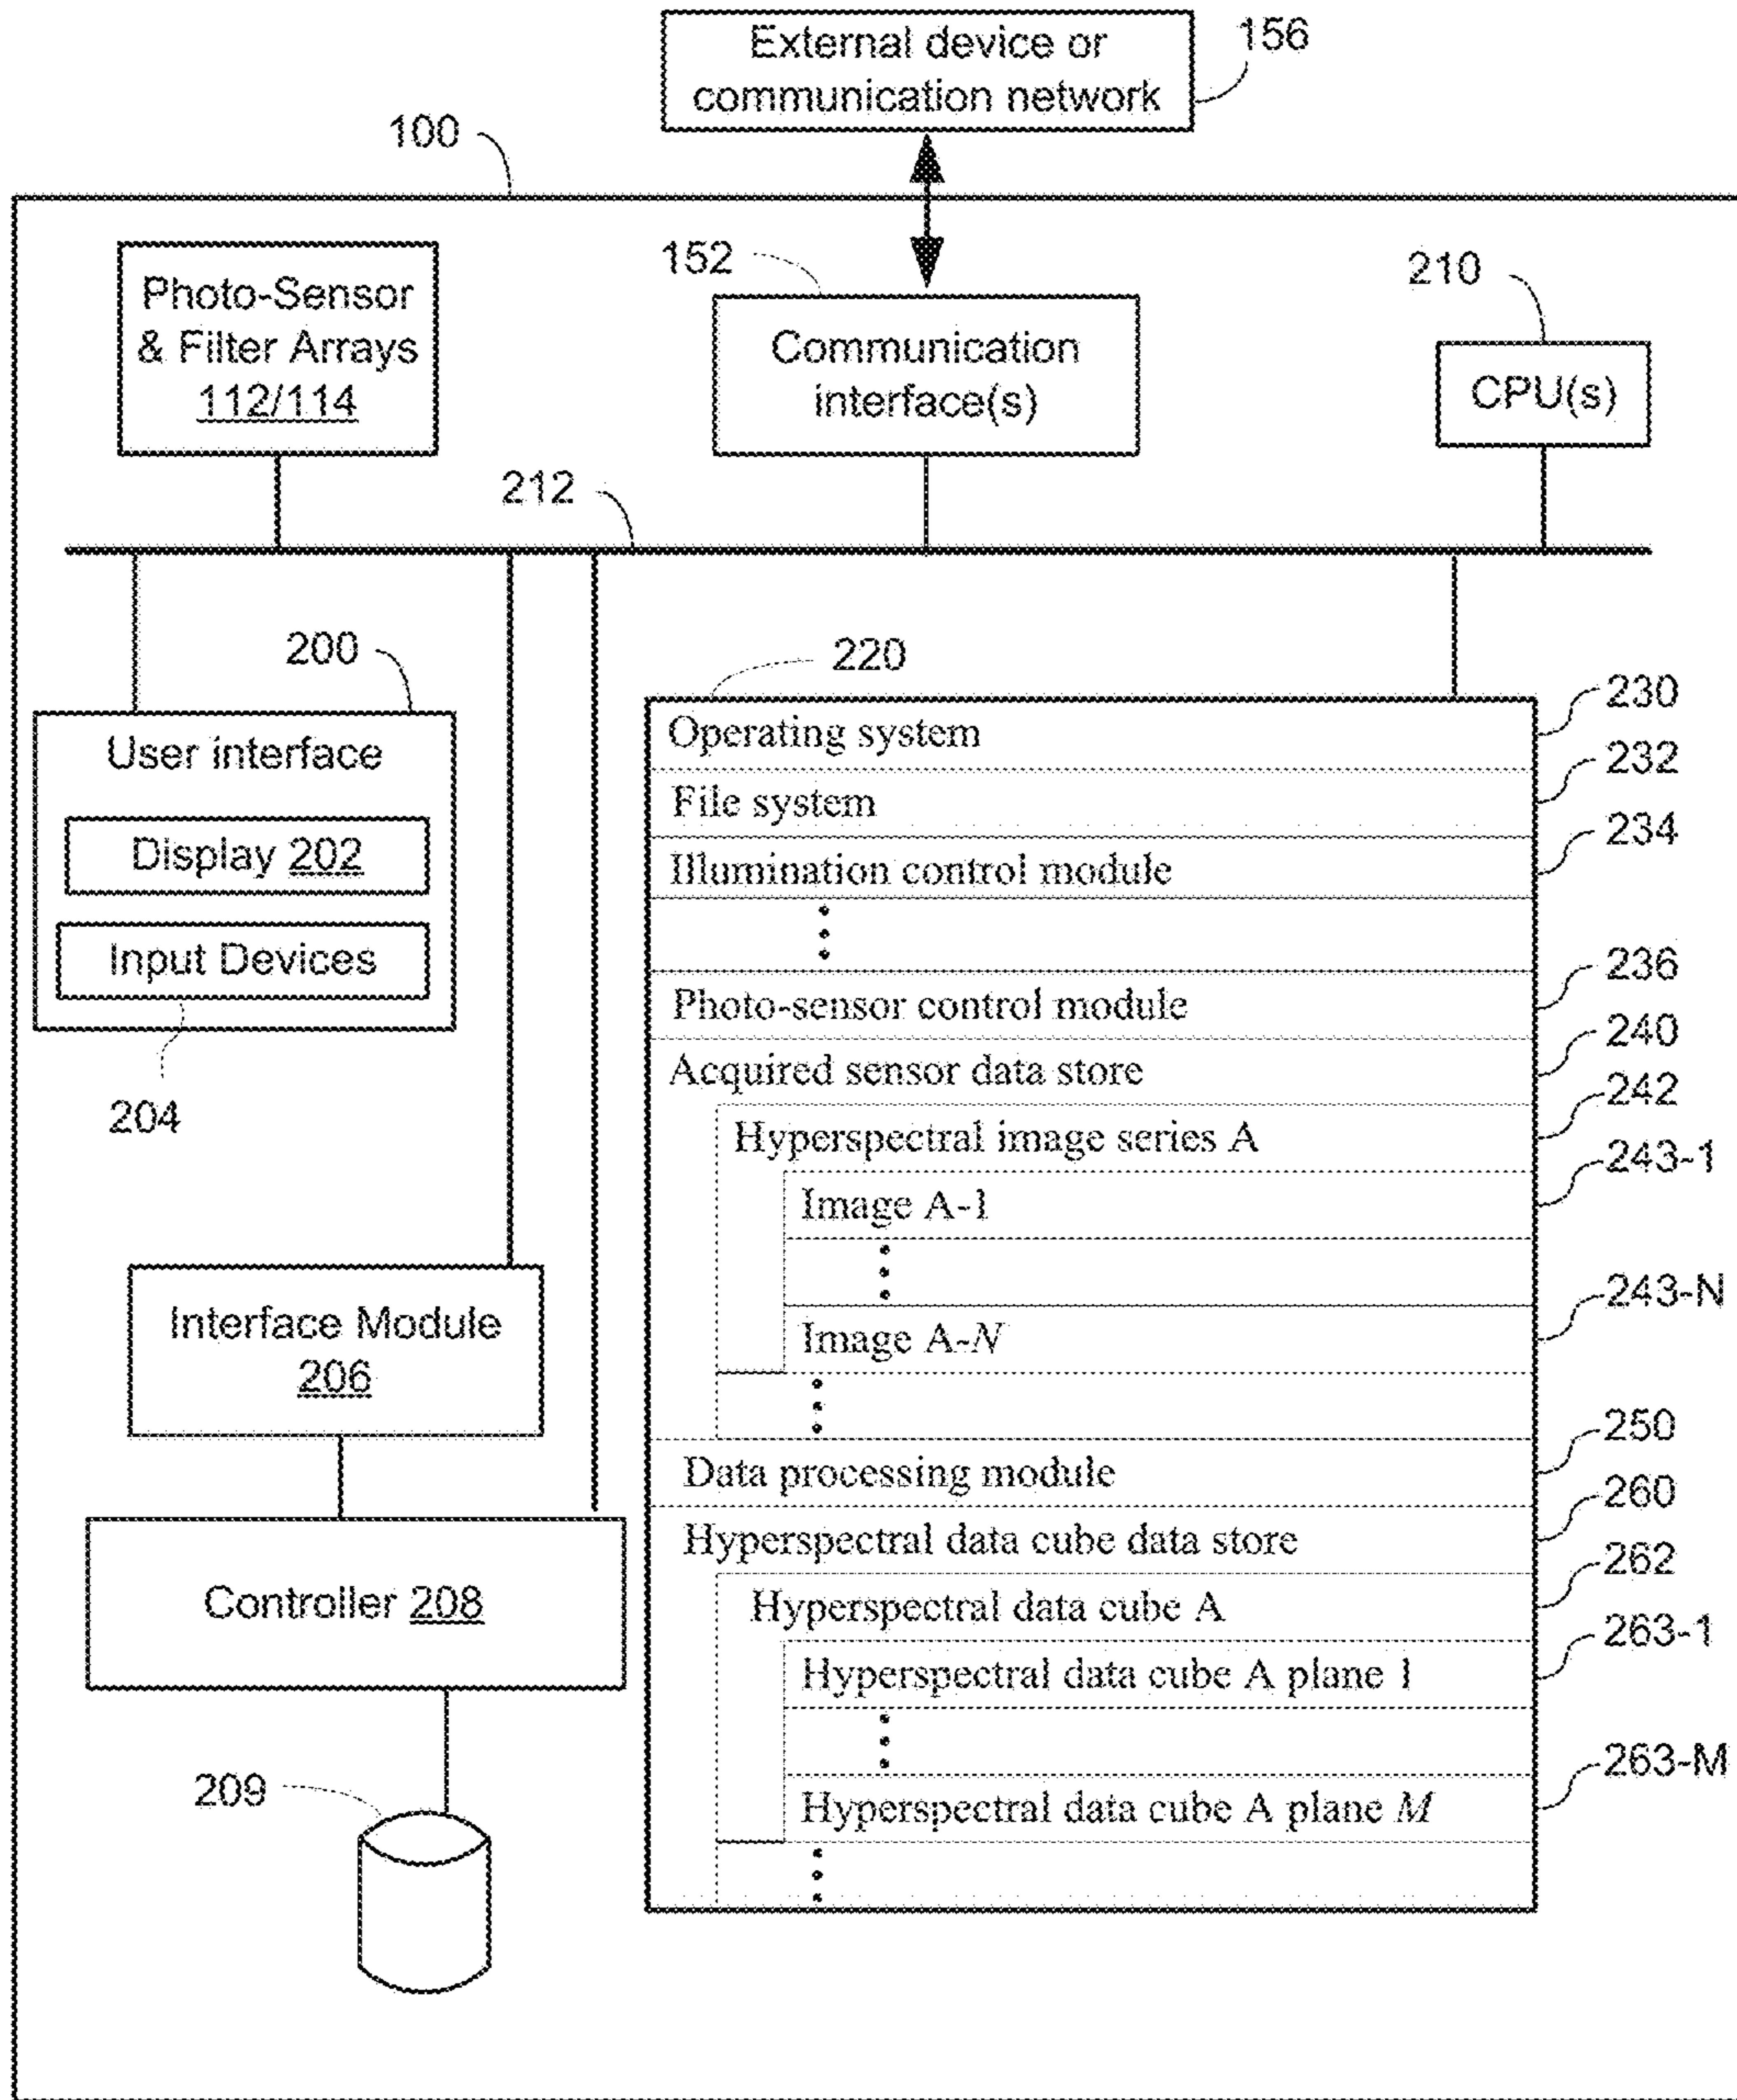 External device or
communication network
156
100
Photo-Sensor
& Filter Arrays
112/114
152
Communication
interface(s)
210
CPU(s)
212
200
User interface
Display 202
Input Devices
204
220
Operating system
230
File system
232
Illumination control module
234
Photo-sensor control module
236
Acquired sensor data store
240
Hyperspectral image series A
242
Image A-1
243-1
Image A-N
243-N
Interface Module
206
Data processing module
250
Hyperspectral data cube data store
260
Controller 208
Hyperspectral data cube A
262
Hyperspectral data cube A plane 1
263-1
Hyperspectral data cube A plane M
263-M
209